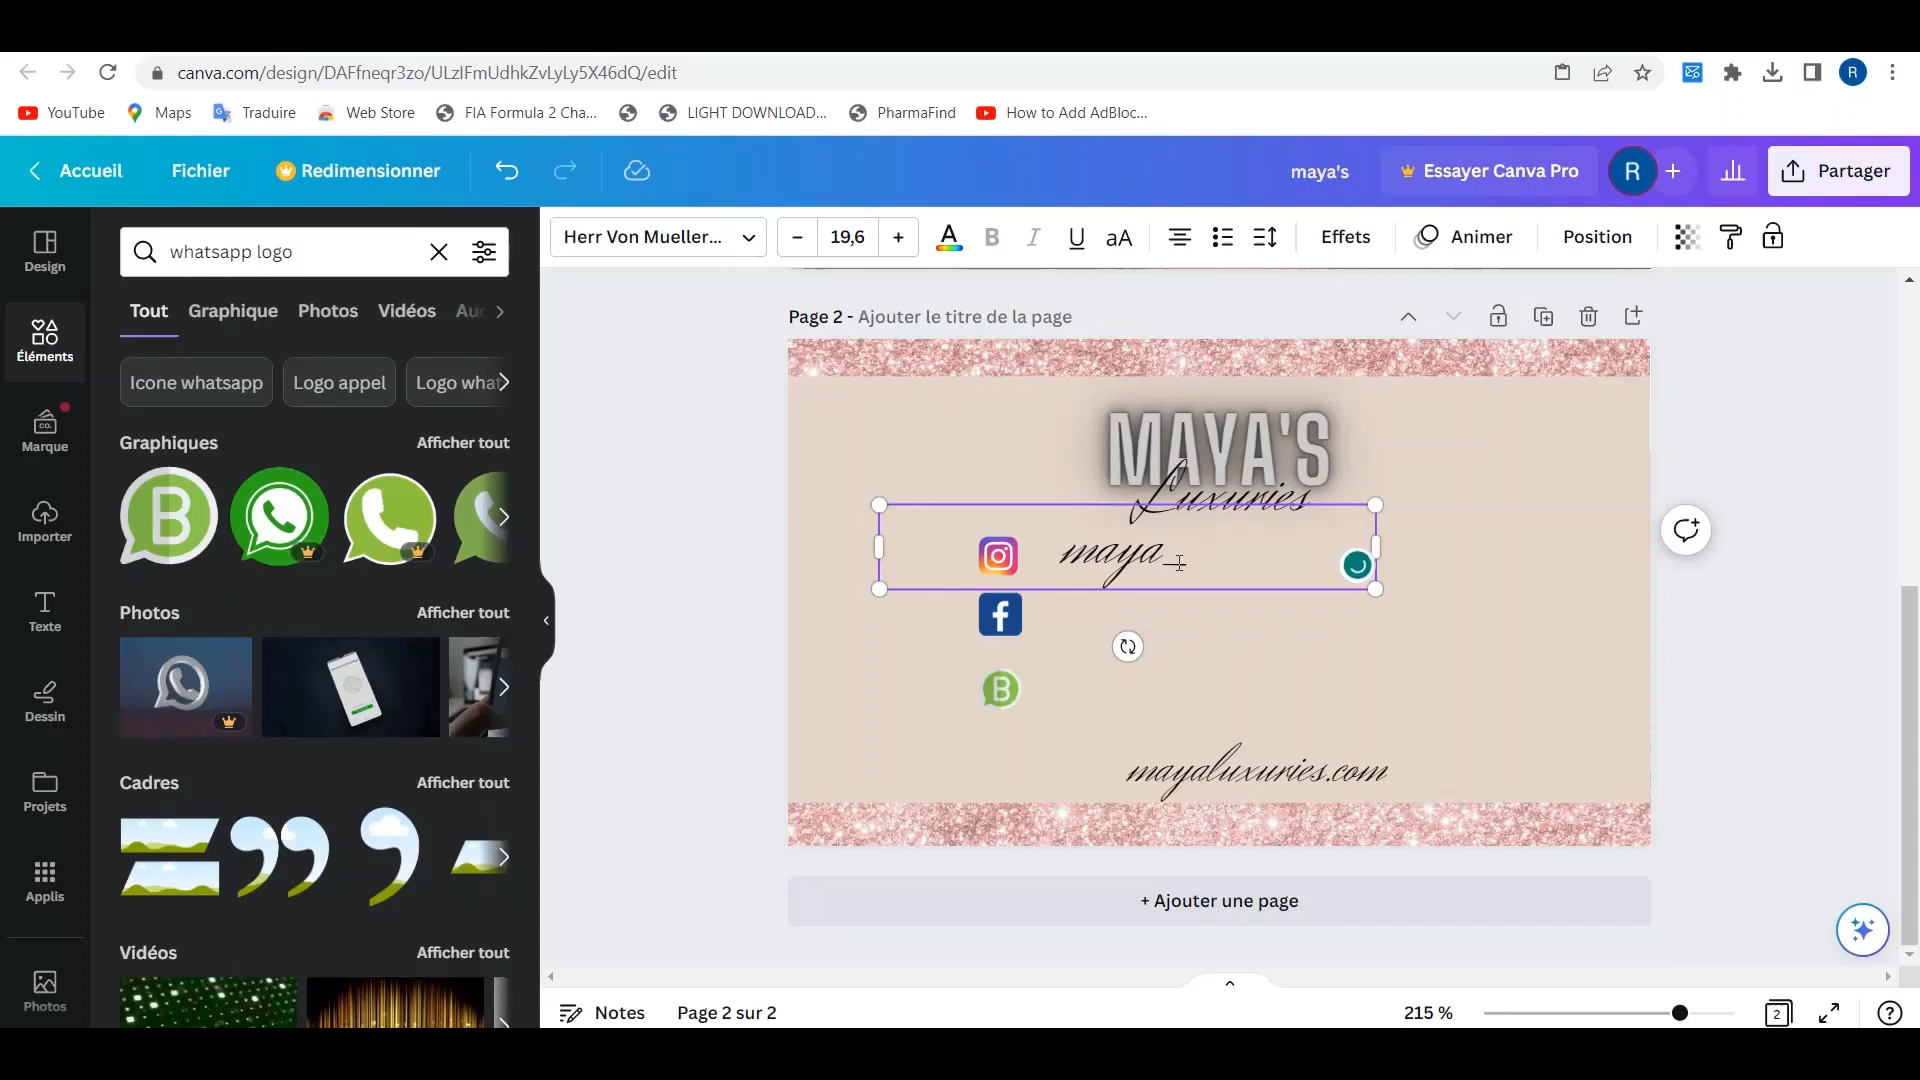 canva.com/design/DAFfneqr3zo/ULzIFmUdhkZvLyLy5X46dQ/edit
R
YouTube
Maps
Traduire
Web Store
FIA Formula 2 Cha...
LIGHT DOWNLOAD...
PharmaFind
How to Add AdBloc...
Accueil
Fichier
Redimensionner
maya's
Essayer Canva Pro
R
Partager
Herr Von Mueller...
19,6
A
B
I
U
aA
Effets
Animer
Position
Design
Éléments
Marque
Importer
Texte
Dessin
Projets
Applis
Photos
whatsapp logo
Tout
Graphique
Photos
Vidéos
Icone whatsapp
Logo appel
Logo what
Graphiques
Afficher tout
B
Photos
Afficher tout
Cadres
Afficher tout
Vidéos
Afficher tout
Page 2 - Ajouter le titre de la page
MAYA'S
Luxuries
maya_
f
B
mayaluxuries.com
+ Ajouter une page
Notes
Page 2 sur 2
215 %
2
?